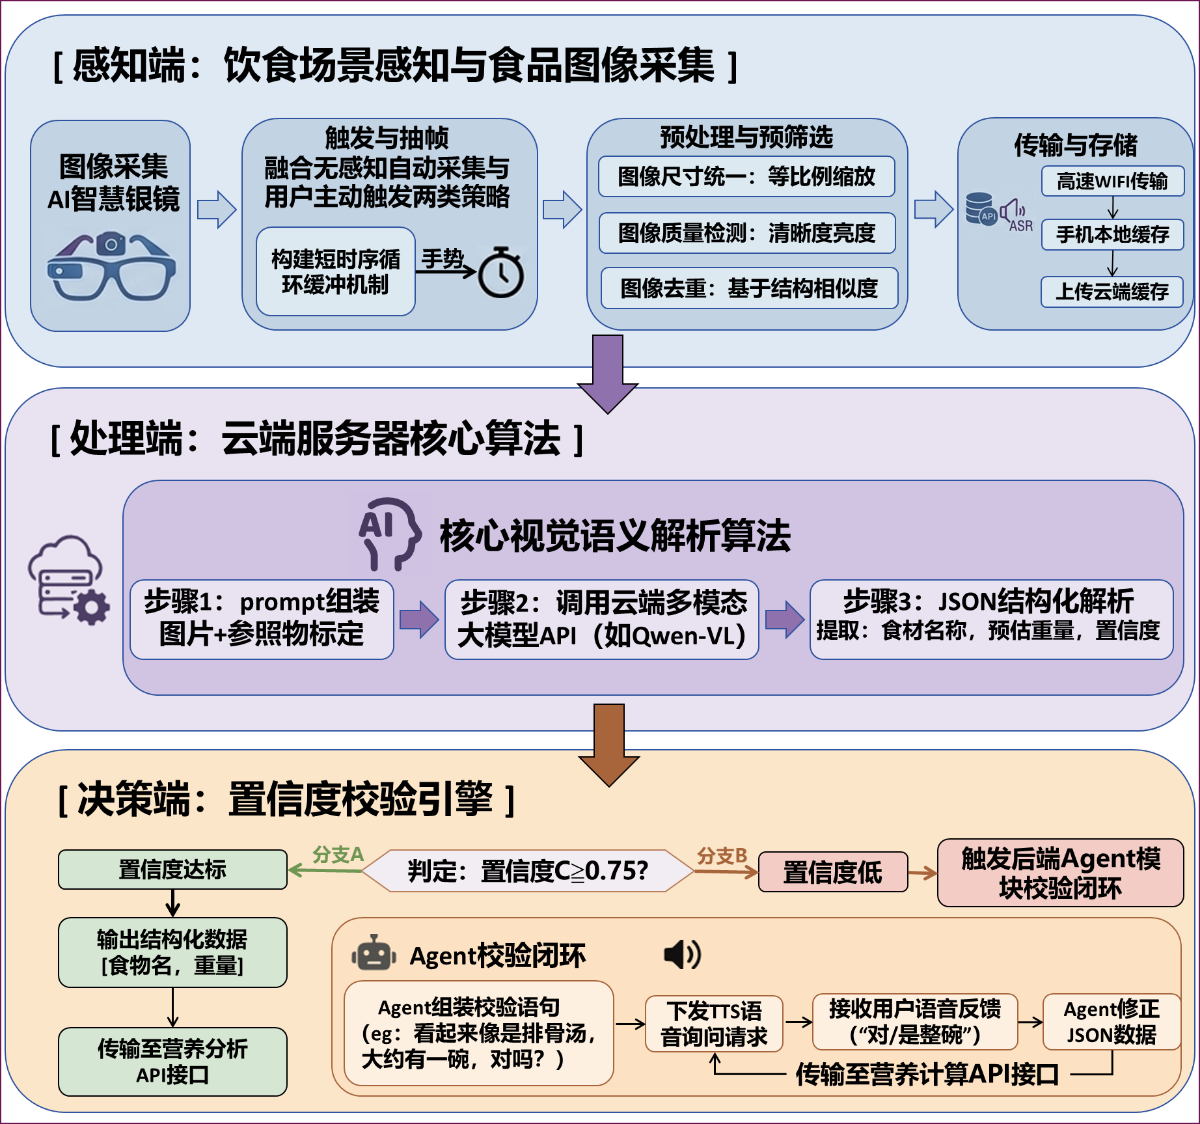 [ 感知端：饮食场景感知与食品图像采集 ]
图像采集
AI智慧银镜
触发与抽帧
融合无感知自动采集与
用户主动触发两类策略
构建短时序循
环缓冲机制
手势
预处理与预筛选
图像尺寸统一：等比例缩放
图像质量检测：清晰度亮度
图像去重：基于结构相似度
传输与存储
API
ASR
高速WIFI传输
手机本地缓存
上传云端缓存
[ 处理端：云端服务器核心算法 ]
AI
核心视觉语义解析算法
步骤1：prompt组装
图片+参照物标定
步骤2：调用云端多模态
大模型API（如Qwen-VL）
步骤3：JSON结构化解析
提取：食材名称，预估重量，置信度
[ 决策端：置信度校验引擎 ]
置信度达标
分支A
判定：置信度C≧0.75?
分支B
置信度低
触发后端Agent模
块校验闭环
输出结构化数据
[食物名，重量]
传输至营养分析
API接口
Agent校验闭环
Agent组装校验语句
（eg：看起来像是排骨汤，
大约有一碗，对吗？）
下发TTS语
音询问请求
接收用户语音反馈
（“对/是整碗”）
Agent修正
JSON数据
传输至营养计算API接口